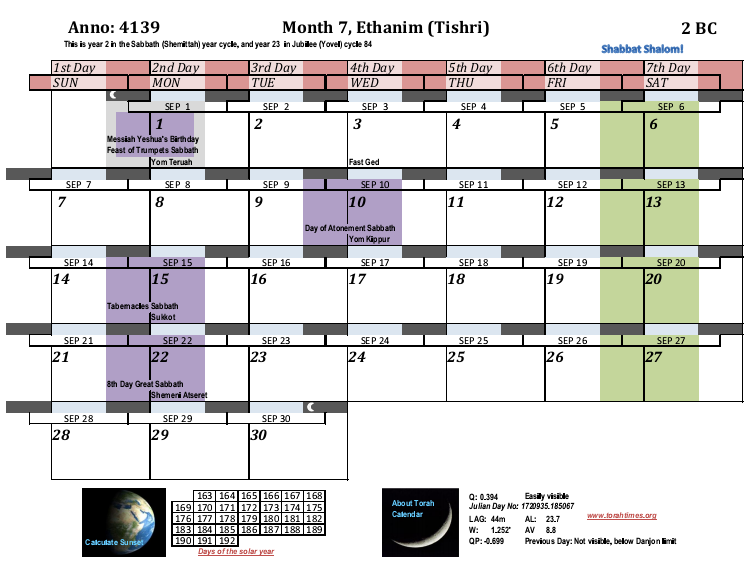 Anno: 4139 Month 7, Ethanim (Tishri) 2 BC
This is year 2 in the Sabbath (Shemittah) year cycle, and year 23 in Jubillee (Yovel) cycle 84
Shabbat Shalom!
1st Day 2nd Day 3rd Day 4th Day 5th Day 6th Day 7th Day
SUN MON TUE WED THU FRI SAT
SEP 1 SEP 2 SEP 3 SEP 4 SEP 5 SEP 6
1 2 3 4 5 6
Messiah Yeshua's Birthday
Feast of Trumpets Sabbath
Yom Teruah Fast Ged
SEP 7 SEP 8 SEP 9 SEP 10 SEP 11 SEP 12 SEP 13
7 8 9 10 11 12 13
Day of Atonement Sabbath
Yom Kippur
SEP 14 SEP 15 SEP 16 SEP 17 SEP 18 SEP 19 SEP 20
14 15 16 17 18 19 20
Tabernacles Sabbath
Sukkot
SEP 21 SEP 22 SEP 23 SEP 24 SEP 25 SEP 26 SEP 27
21 22 23 24 25 26 27
8th Day Great Sabbath
Shemeni Atseret
SEP 28 SEP 29 SEP 30
28 29 30
Calculate Sunset
163 164 165 166 167 168
169 170 171 172 173 174 175
176 177 178 179 180 181 182
183 184 185 186 187 188 189
190 191 192
Days of the solar year
About Torah
Calendar
Q: 0.394 Easily visible
Julian Day No: 1720935.185067
LAG: 44m AL: 23.7
W: 1.252' AV 8.8
QP: -0.699 Previous Day: Not visible, below Danjon limit
www.torahtimes.org